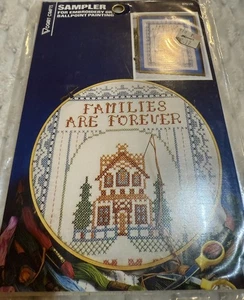 SAMPLER
FOR EMBROIDERY OR
BALLPOINT PAINTING
FAMILIES
ARE FOREVER